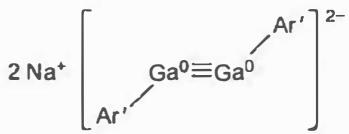 Ar′ 2−
2 Na⁺ [ Ga⁰≡Ga⁰ ]
Ar′